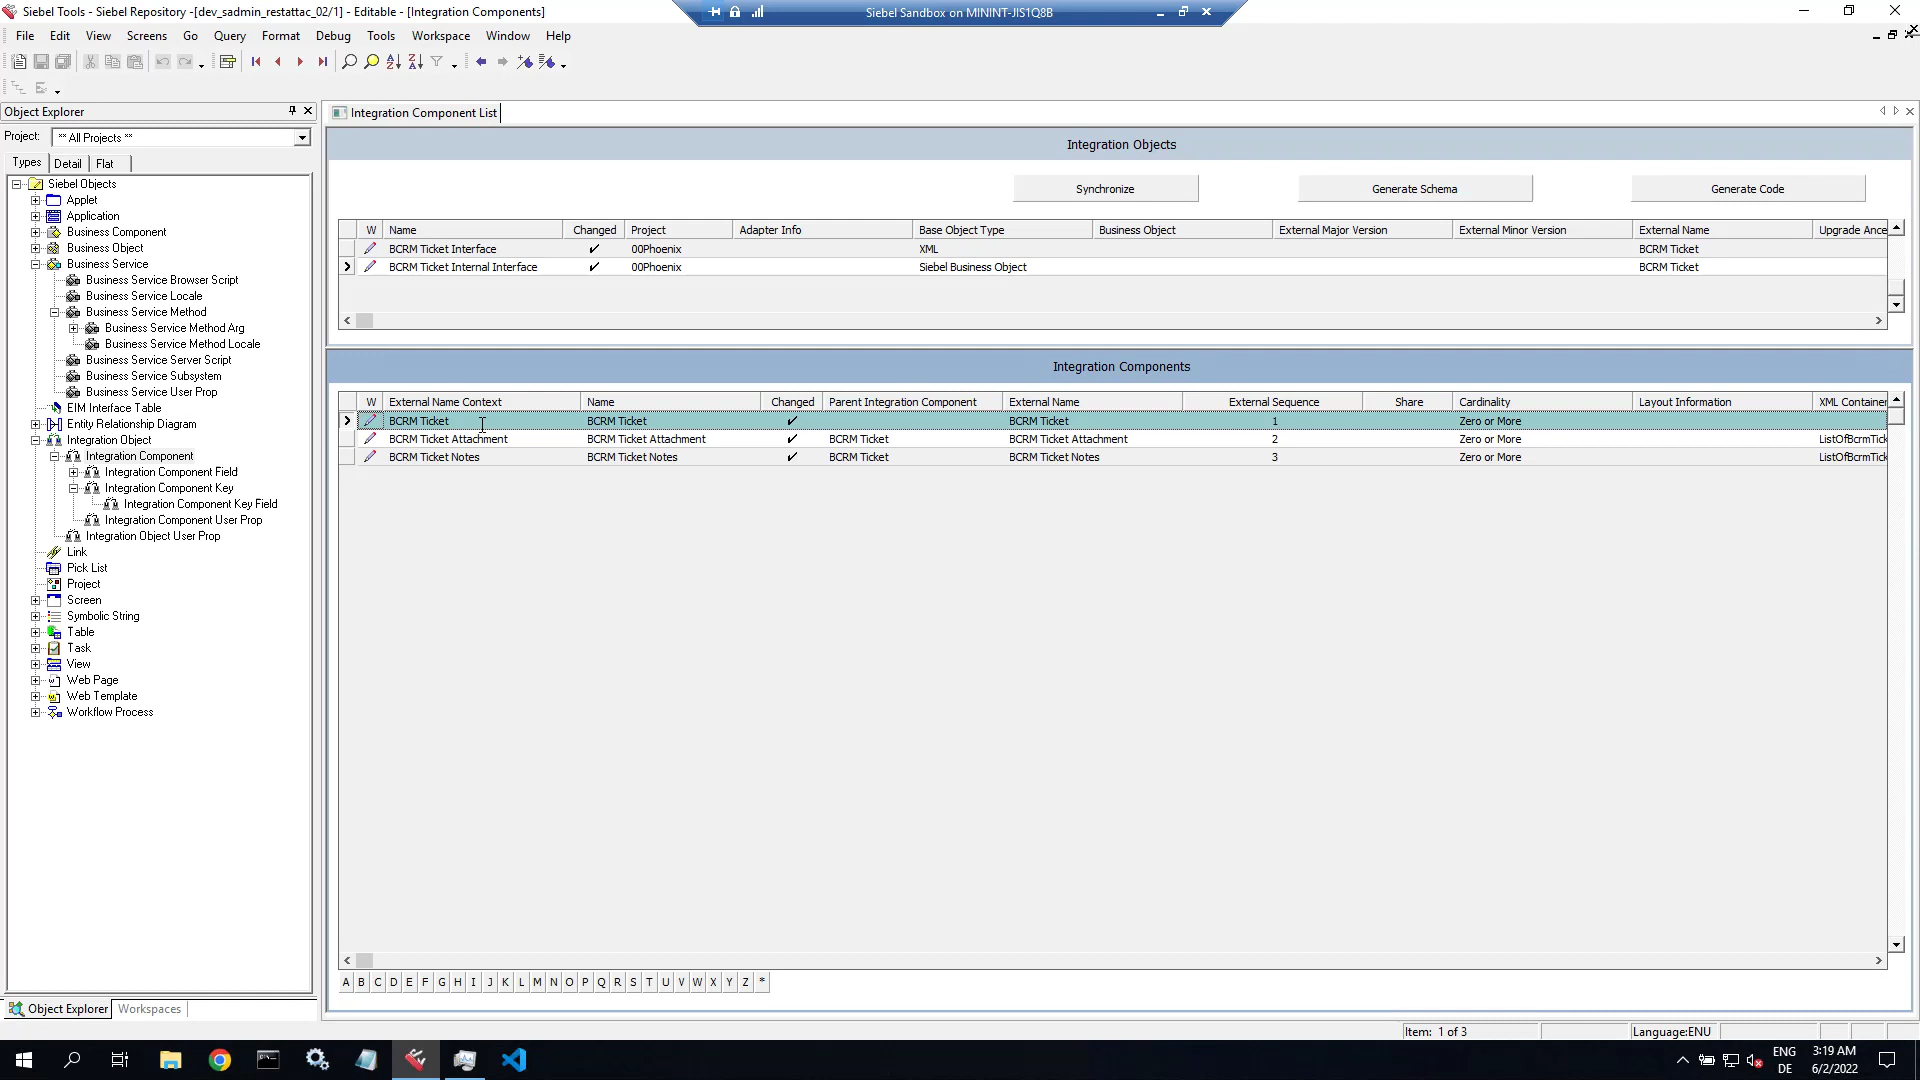 Siebel Tools - Siebel Repository -[dev_sadmin_restattac_02/1] - Editable - [Integration Components]
Siebel Sandbox on MININT-JIS1Q8B
File Edit View Screens Go Query Format Debug Tools Workspace Window Help
Object Explorer
Project: ** All Projects **
Types Detail Flat
Siebel Objects
Applet
Application
Business Component
Business Object
Business Service
Business Service Browser Script
Business Service Locale
Business Service Method
Business Service Method Arg
Business Service Method Locale
Business Service Server Script
Business Service Subsystem
Business Service User Prop
EIM Interface Table
Entity Relationship Diagram
Integration Object
Integration Component
Integration Component Field
Integration Component Key
Integration Component Key Field
Integration Component User Prop
Integration Object User Prop
Link
Pick List
Project
Screen
Symbolic String
Table
Task
View
Web Page
Web Template
Workflow Process
Object Explorer Workspaces
Integration Component List
Integration Objects
Synchronize Generate Schema Generate Code
W Name Changed Project Adapter Info Base Object Type Business Object External Major Version External Minor Version External Name Upgrade Ance
BCRM Ticket Interface 00Phoenix XML BCRM Ticket
BCRM Ticket Internal Interface 00Phoenix Siebel Business Object BCRM Ticket
Integration Components
W External Name Context Name Changed Parent Integration Component External Name External Sequence Share Cardinality Layout Information XML Container
BCRM Ticket BCRM Ticket BCRM Ticket 1 Zero or More
BCRM Ticket Attachment BCRM Ticket Attachment BCRM Ticket BCRM Ticket Attachment 2 Zero or More ListOfBcrmTick
BCRM Ticket Notes BCRM Ticket Notes BCRM Ticket BCRM Ticket Notes 3 Zero or More ListOfBcrmTick
A B C D E F G H I J K L M N O P Q R S T U V W X Y Z *
Item: 1 of 3 Language:ENU
ENG 3:19 AM
DE 6/2/2022